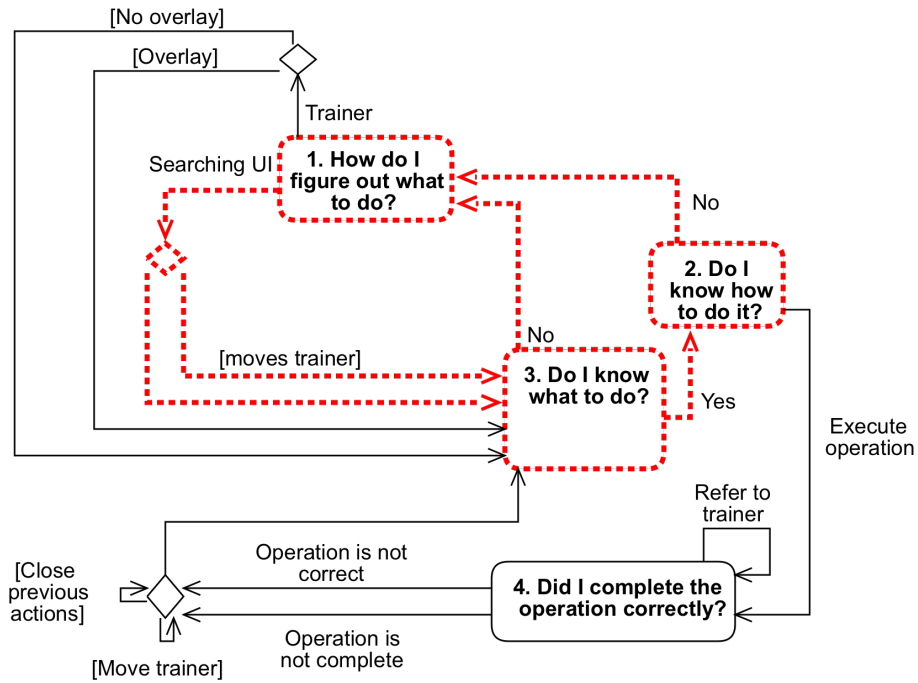 [No overlay]
[Overlay]
Trainer
Searching UI
1. How do I
figure out what
to do?
No
2. Do I
know how
to do it?
No
[moves trainer]
3. Do I know
what to do?
Yes
Execute
operation
Refer to
trainer
Operation is not
correct
[Close
previous
actions]
4. Did I complete the
operation correctly?
Operation is
not complete
[Move trainer]